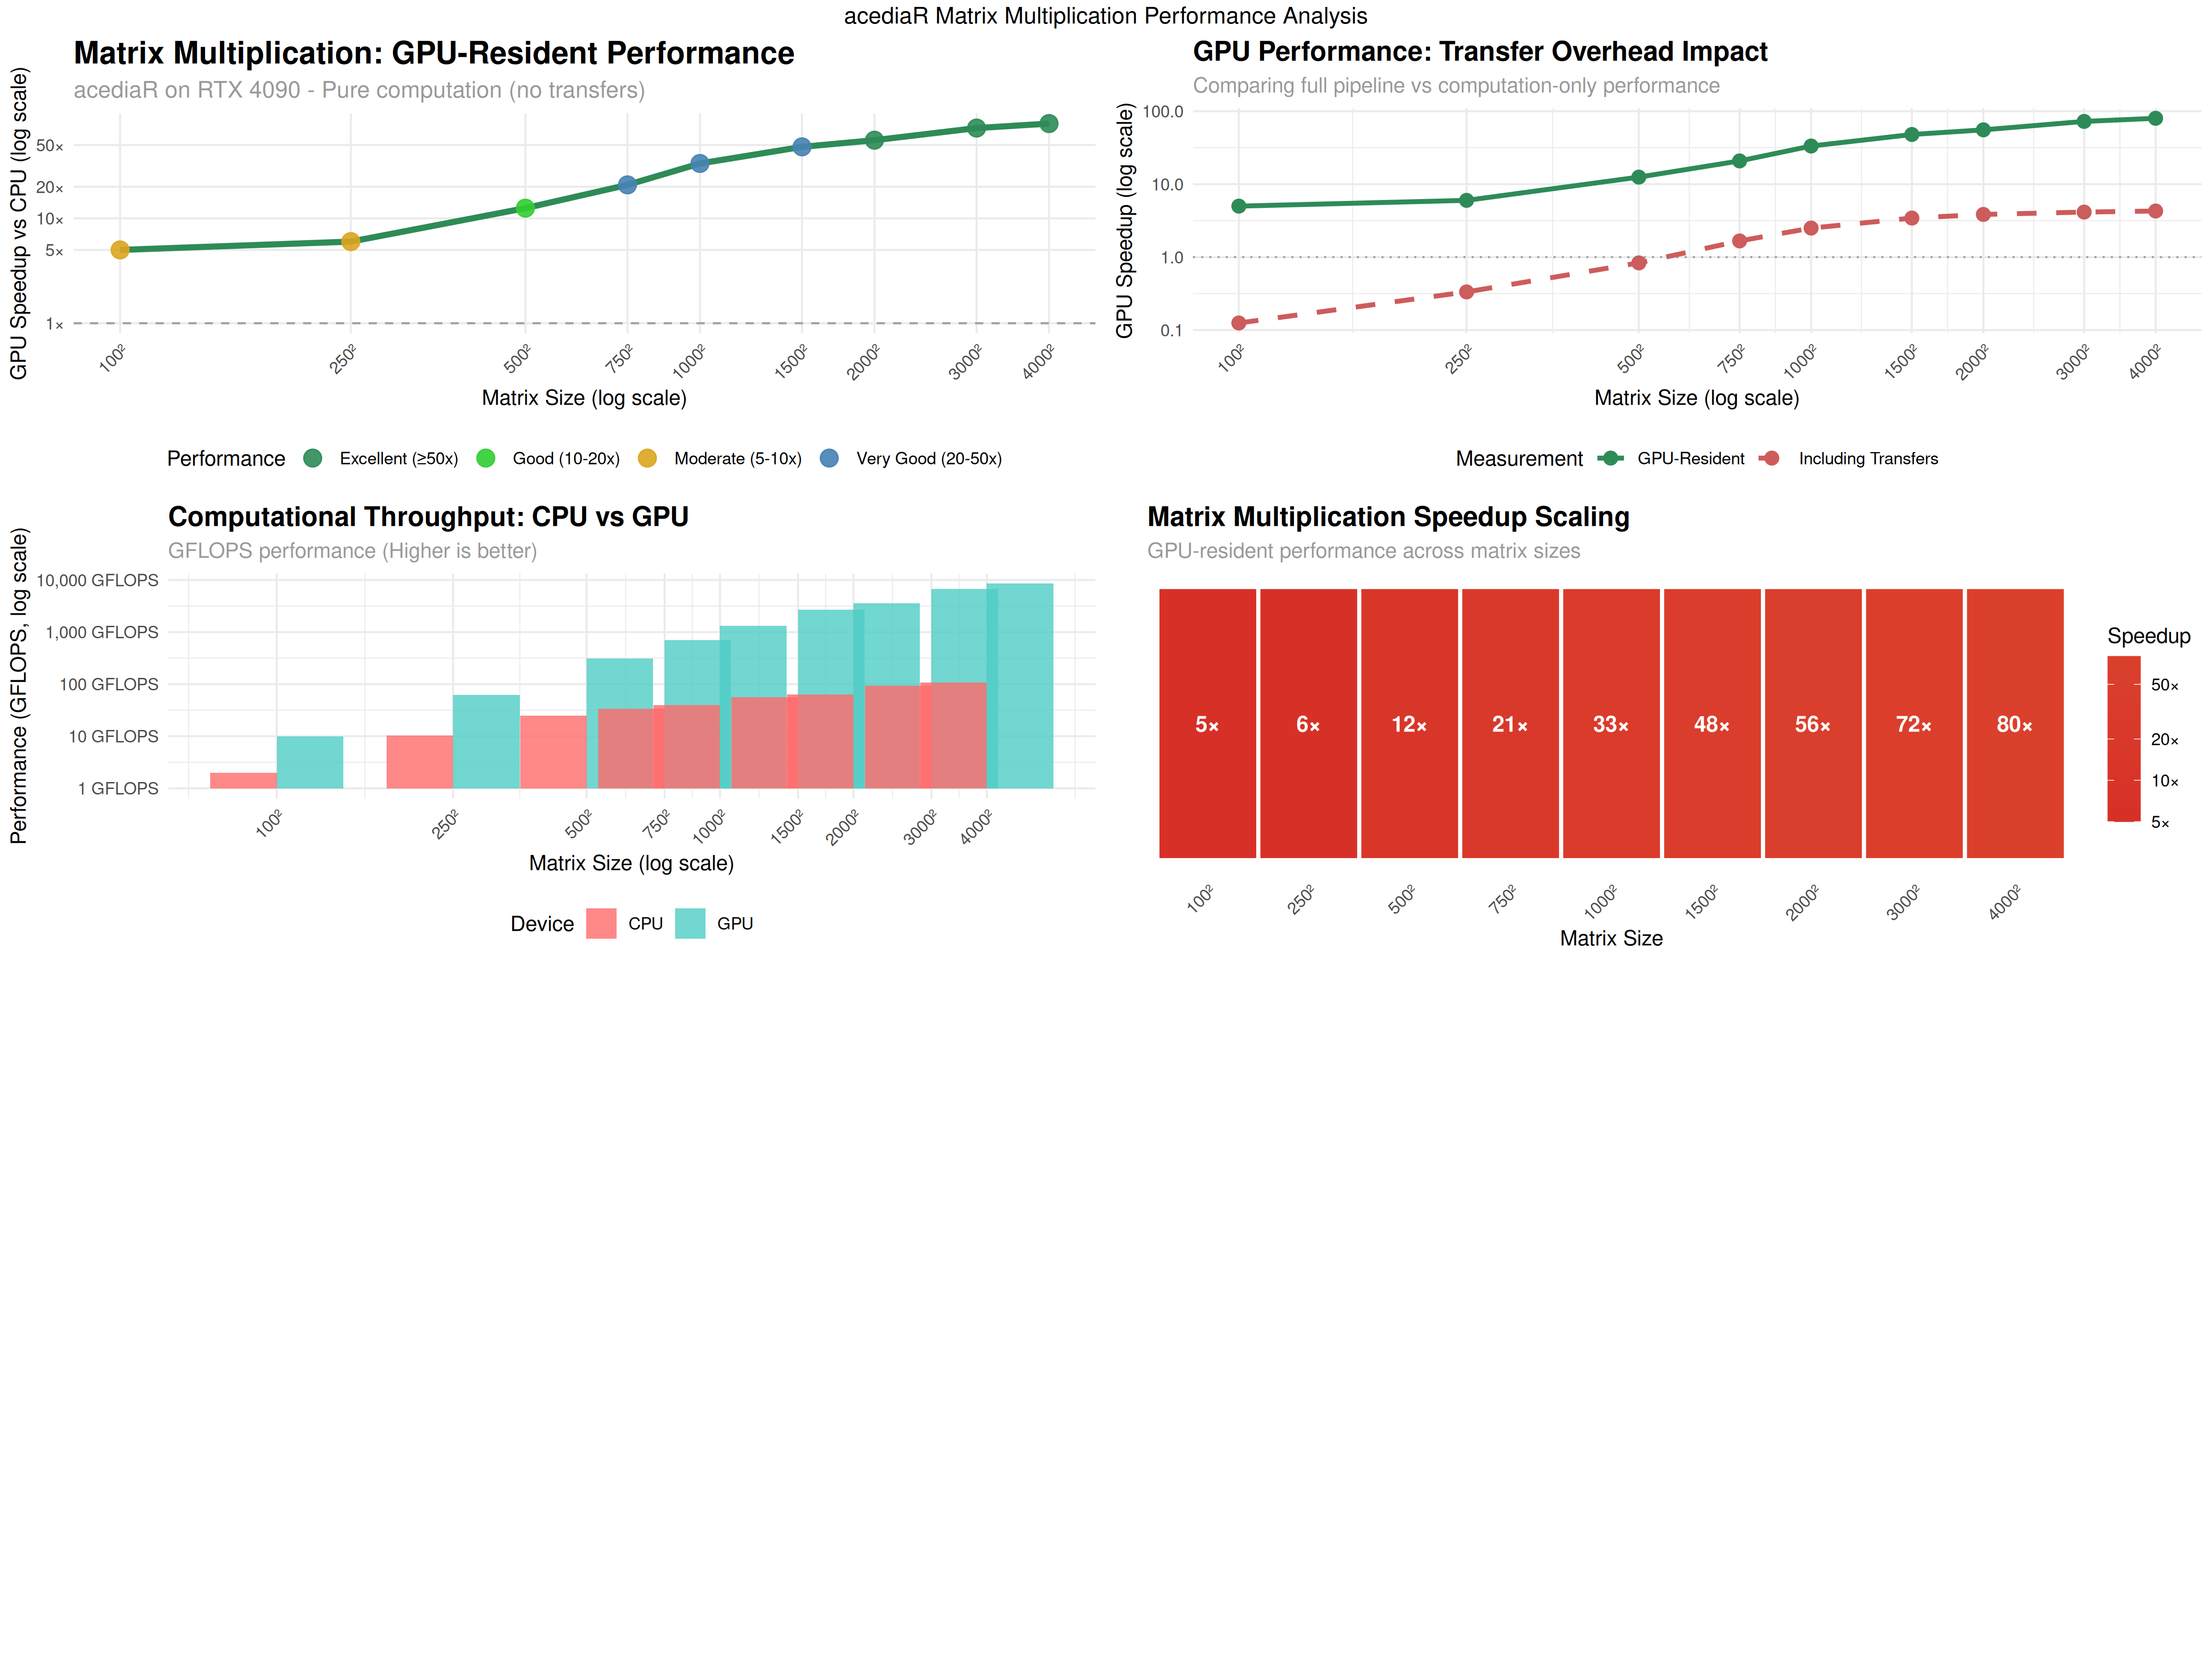 acediaR Matrix Multiplication Performance Analysis
Matrix Multiplication: GPU-Resident Performance
acediaR on RTX 4090 - Pure computation (no transfers)
GPU Speedup vs CPU (log scale)
50×
20×
10×
5×
1×
100²
250²
500²
750²
1000²
1500²
2000²
3000²
4000²
Matrix Size (log scale)
Performance
Excellent (≥50x)
Good (10-20x)
Moderate (5-10x)
Very Good (20-50x)
GPU Performance: Transfer Overhead Impact
Comparing full pipeline vs computation-only performance
GPU Speedup (log scale)
100.0
10.0
1.0
0.1
100²
250²
500²
750²
1000²
1500²
2000²
3000²
4000²
Matrix Size (log scale)
Measurement
GPU-Resident
Including Transfers
Computational Throughput: CPU vs GPU
GFLOPS performance (Higher is better)
Performance (GFLOPS, log scale)
10,000 GFLOPS
1,000 GFLOPS
100 GFLOPS
10 GFLOPS
1 GFLOPS
100²
250²
500²
750²
1000²
1500²
2000²
3000²
4000²
Matrix Size (log scale)
Device
CPU
GPU
Matrix Multiplication Speedup Scaling
GPU-resident performance across matrix sizes
5×
6×
12×
21×
33×
48×
56×
72×
80×
100²
250²
500²
750²
1000²
1500²
2000²
3000²
4000²
Matrix Size
Speedup
50×
20×
10×
5×